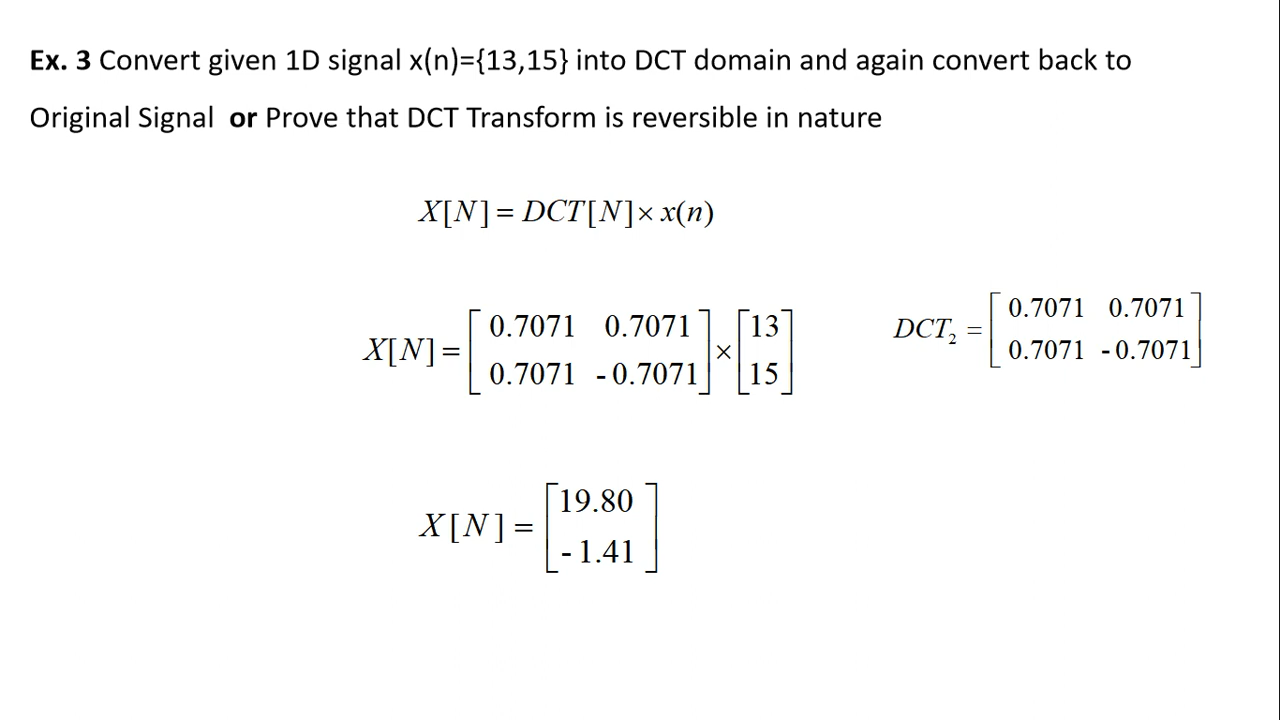 Ex. 3 Convert given 1D signal x(n)={13,15} into DCT domain and again convert back to
Original Signal or Prove that DCT Transform is reversible in nature
X[N] = DCT[N] × x(n)
X[N] = [ 0.7071 0.7071 ] × [ 13 ]
[ 0.7071 - 0.7071 ] [ 15 ]
DCT₂ = [ 0.7071 0.7071 ]
[ 0.7071 - 0.7071 ]
X[N] = [ 19.80 ]
[ - 1.41 ]